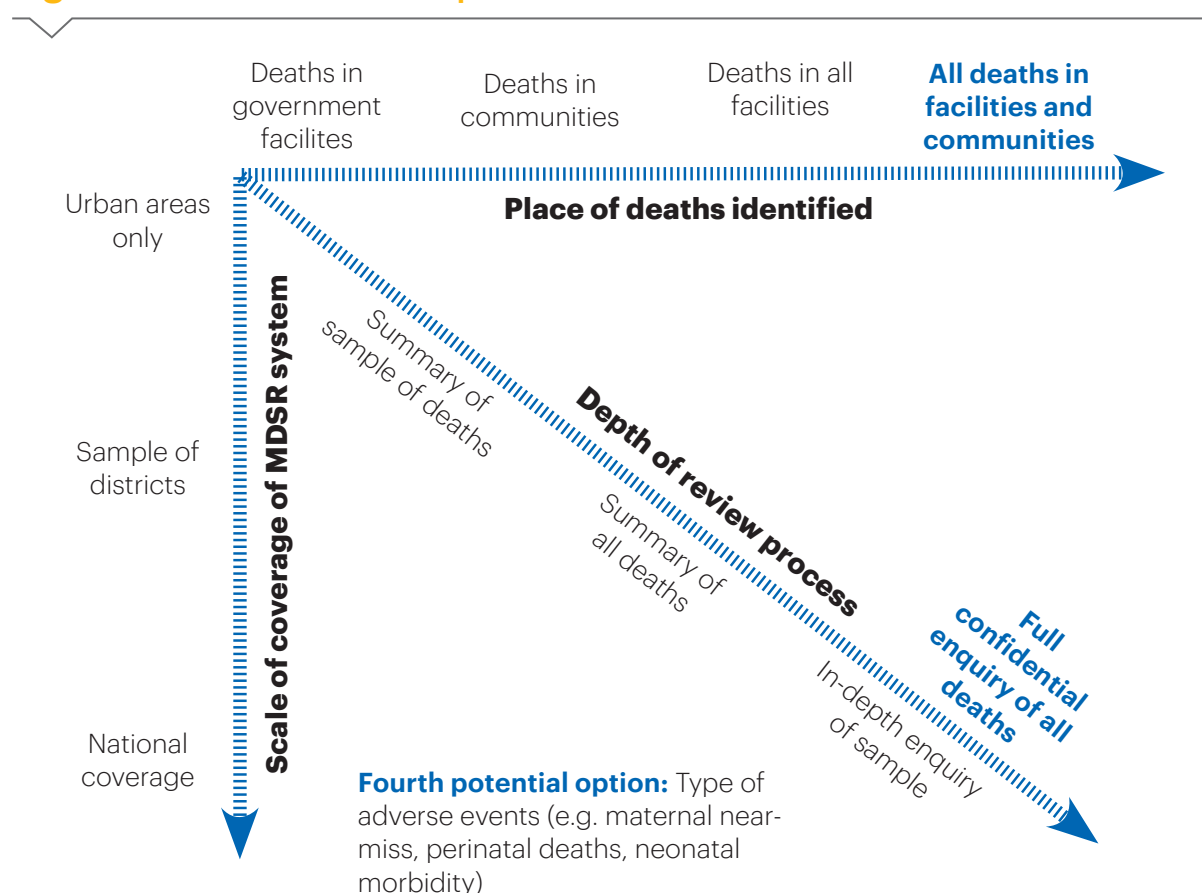 Deaths in
government
facilites
Deaths in
communities
Deaths in all
facilities
All deaths in
facilities and
communities
Place of deaths identified
Urban areas
only
Sample of
districts
National
coverage
Scale of coverage of MDSR system
Summary of
sample of deaths
Depth of review process
Summary of
all deaths
In-depth enquiry
of sample
Full
confidential
enquiry of all
deaths
Fourth potential option: Type of
adverse events (e.g. maternal near-
miss, perinatal deaths, neonatal
morbidity)